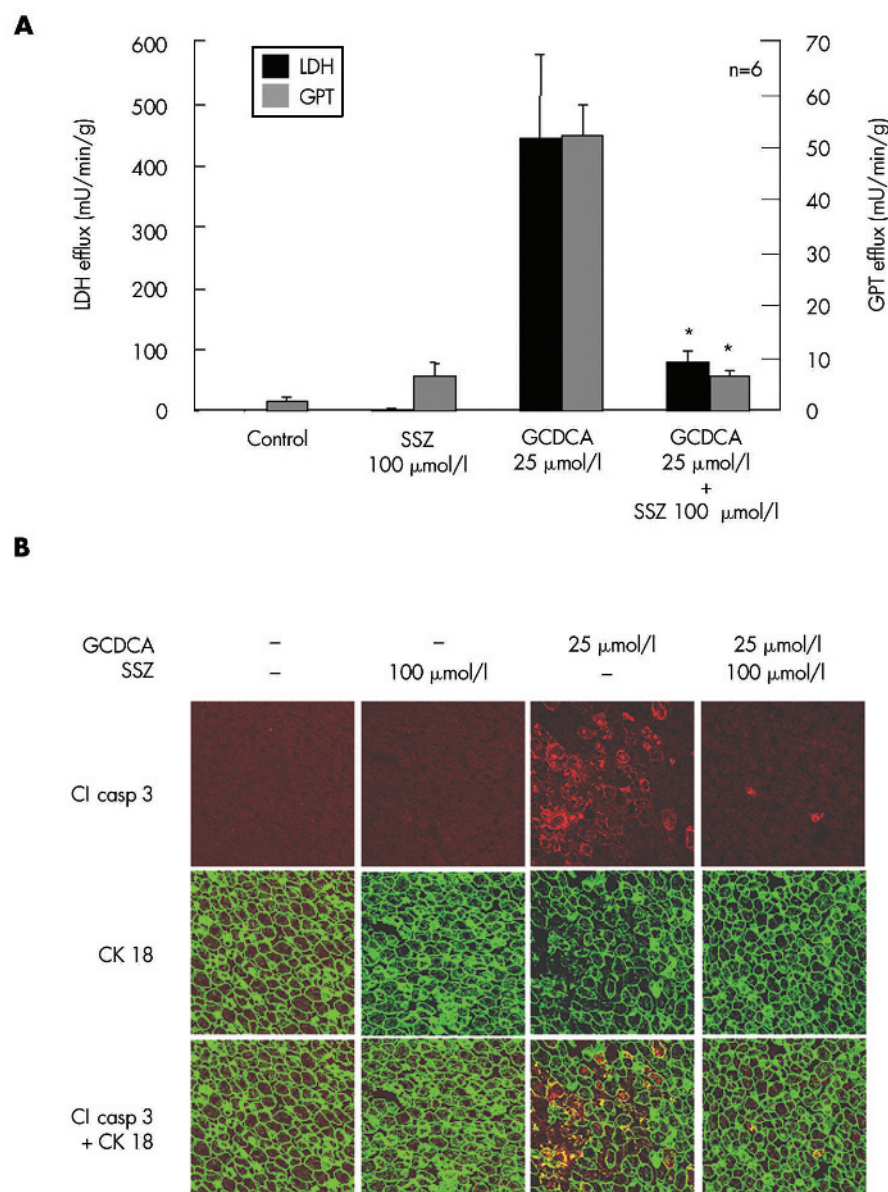 A
600
500
400
300
200
100
0
LDH efflux (mU/min/g)
LDH
GPT
n=6
70
60
50
40
30
20
10
0
GPT efflux (mU/min/g)
*
*
Control
SSZ
100 µmol/l
GCDCA
25 µmol/l
GCDCA
25 µmol/l
+
SSZ 100 µmol/l
B
GCDCA – – 25 µmol/l 25 µmol/l
SSZ – 100 µmol/l – 100 µmol/l
Cl casp 3
CK 18
Cl casp 3
+ CK 18